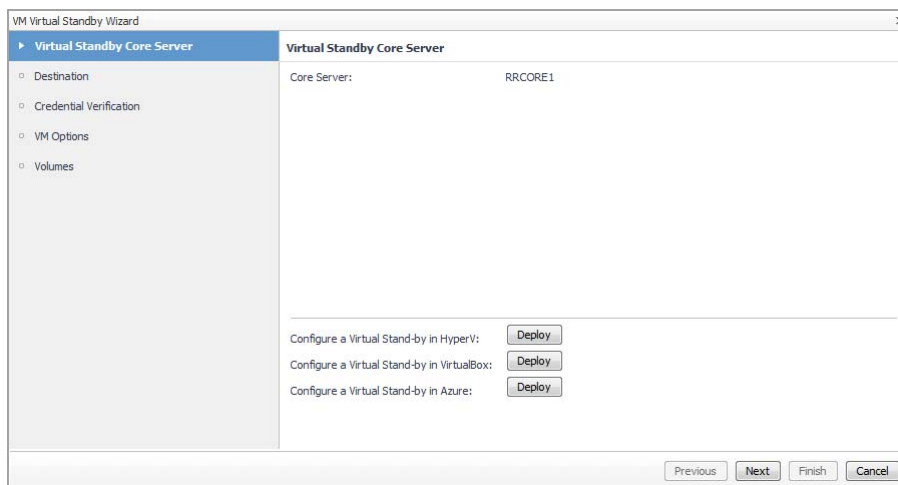 VM Virtual Standby Wizard
Virtual Standby Core Server
Destination
Credential Verification
VM Options
Volumes
Virtual Standby Core Server
Core Server: RRCORE1
Configure a Virtual Stand-by in HyperV: Deploy
Configure a Virtual Stand-by in VirtualBox: Deploy
Configure a Virtual Stand-by in Azure: Deploy
Previous Next Finish Cancel